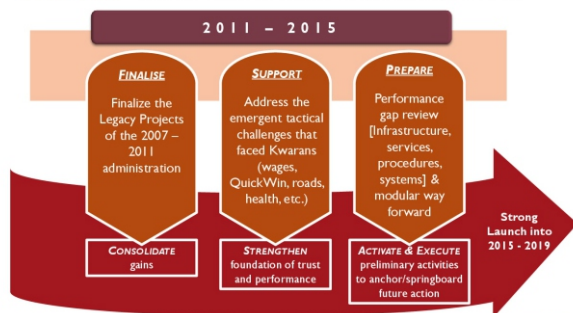 2011 – 2015
FINALISE
Finalize the
Legacy Projects
of the 2007 –
2011
administration
SUPPORT
Address the
emergent tactical
challenges that
faced Kwarans
(wages,
QuickWin, roads,
health, etc.)
PREPARE
Performance
gap review
[Infrastructure,
services,
procedures,
systems] &
modular way
forward
CONSOLIDATE
gains
STRENGTHEN
foundation of trust
and performance
ACTIVATE & EXECUTE
preliminary activities
to anchor/springboard
future action
Strong
Launch into
2015 - 2019